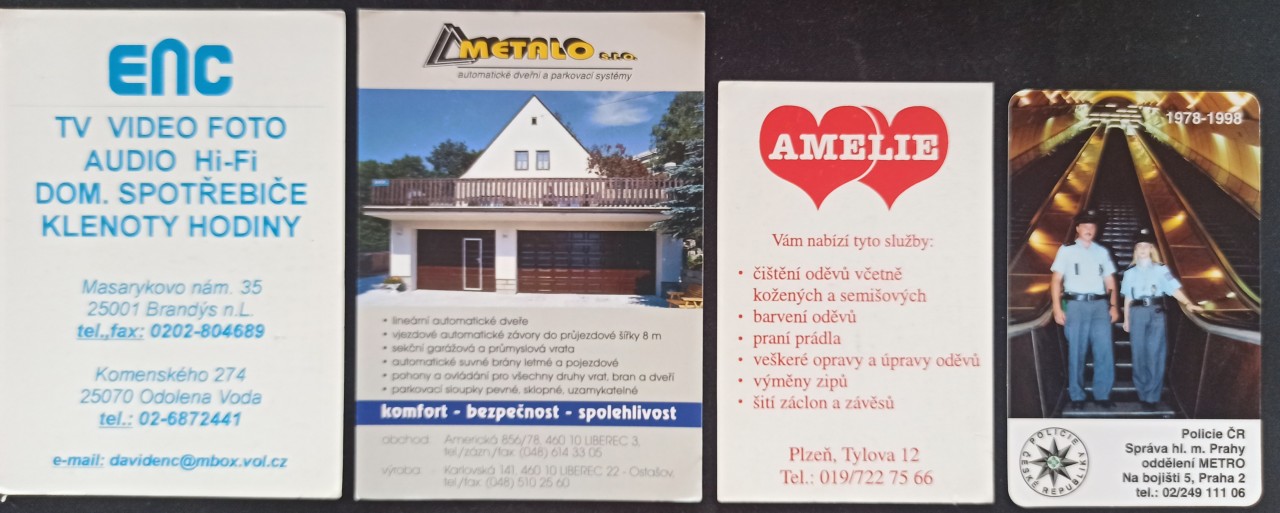 ENC
TV VIDEO FOTO
AUDIO Hi-Fi
DOM. SPOTŘEBIČE
KLENOTY HODINY
Masarykovo nám. 35
25001 Brandýs n.L.
tel.,fax: 0202-804689
Komenského 274
25070 Odolena Voda
tel.: 02-6872441
e-mail: davidenc@mbox.vol.cz
METALO s.r.o.
automatické dveřní a parkovací systémy
• lineární automatické dveře
• vjezdové automatické závory do průjezdové šířky 8 m
• sekční garážová a průmyslová vrata
• automatické suvné brány letmé a pojezdové
• pohony a ovládání pro všechny druhy vrat, bran a dveří
• parkovací sloupky pevné, sklopné, uzamykatelné
komfort - bezpečnost - spolehlivost
obchod: Americká 856/78, 460 10 LIBEREC 3,
tel./zázn./fax: (048) 614 33 05
výroba: Karlovská 141, 460 10 LIBEREC 22 - Ostašov,
tel./fax: (048) 510 25 60
AMELIE
Vám nabízí tyto služby:
• čištění oděvů včetně
kožených a semišových
• barvení oděvů
• praní prádla
• veškeré opravy a úpravy oděvů
• výměny zipů
• šití záclon a závěsů
Plzeň, Tylova 12
Tel.: 019/722 75 66
1978-1998
POLICIE
ČESKÉ REPUBLIKY
Policie ČR
Správa hl. m. Prahy
oddělení METRO
Na bojišti 5, Praha 2
tel.: 02/249 111 06